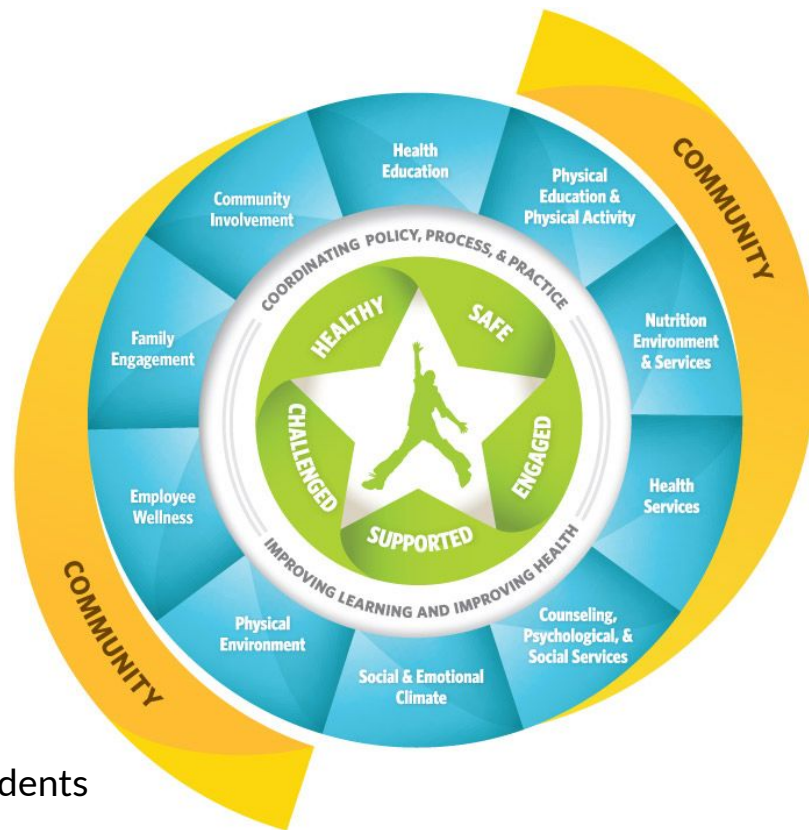 COMMUNITY
Health
Education
Physical
Education &
Physical Activity
Nutrition
Environment
& Services
Health
Services
Counseling,
Psychological, &
Social Services
Social & Emotional
Climate
Physical
Environment
Employee
Wellness
Family
Engagement
Community
Involvement
COORDINATING POLICY, PROCESS, & PRACTICE
IMPROVING LEARNING AND IMPROVING HEALTH
HEALTHY
SAFE
ENGAGED
SUPPORTED
CHALLENGED
COMMUNITY
dents